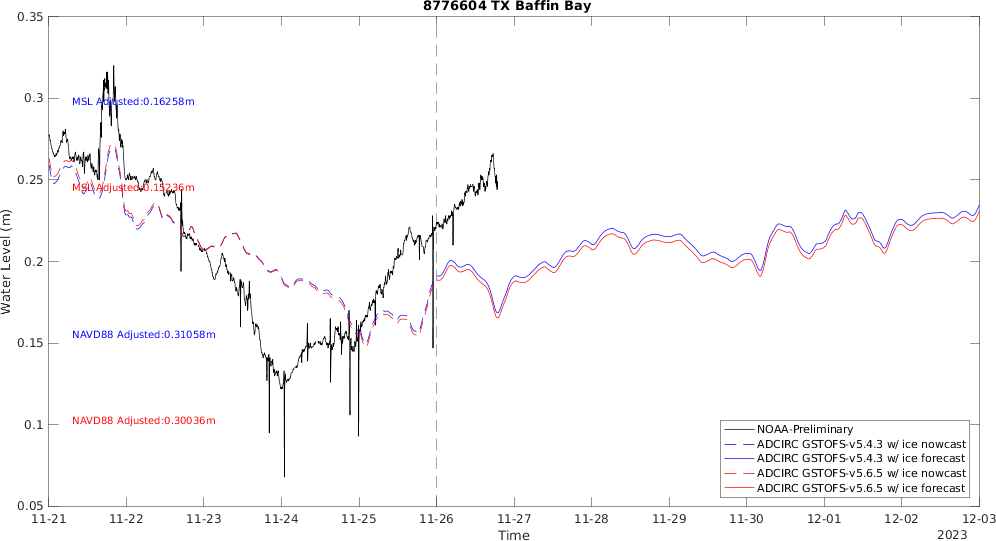 8776604 TX Baffin Bay
0.35
0.3
0.25
0.2
0.15
0.1
0.05
Water Level (m)
MSL Adjusted:0.16258m
MSL Adjusted:0.15236m
NAVD88 Adjusted:0.31058m
NAVD88 Adjusted:0.30036m
NOAA-Preliminary
ADCIRC GSTOFS-v5.4.3 w/ ice nowcast
ADCIRC GSTOFS-v5.4.3 w/ ice forecast
ADCIRC GSTOFS-v5.6.5 w/ ice nowcast
ADCIRC GSTOFS-v5.6.5 w/ ice forecast
11-21 11-22 11-23 11-24 11-25 11-26 11-27 11-28 11-29 11-30 12-01 12-02 12-03
Time
2023